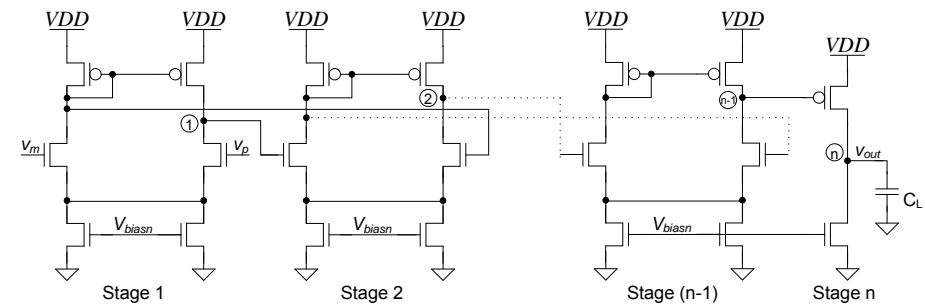 VDD VDD VDD VDD VDD VDD VDD
1 2 n-1 n
vm vp vout
CL
Vbiasn Vbiasn Vbiasn
Stage 1 Stage 2 Stage (n-1) Stage n